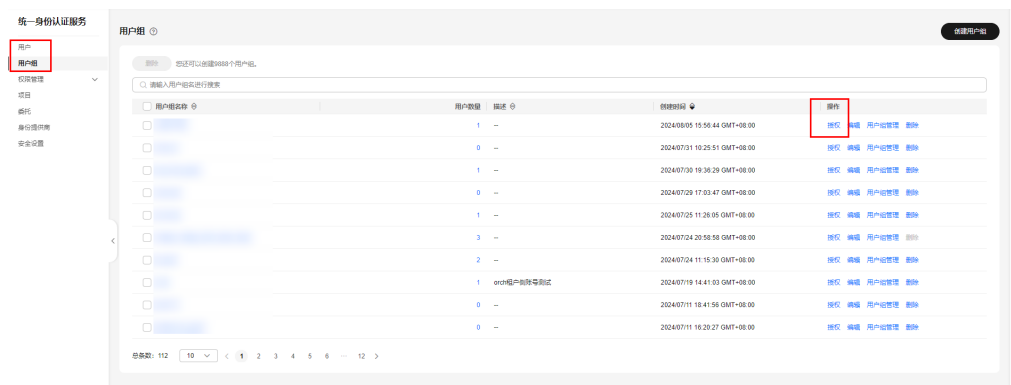 统一身份认证服务
用户
用户组
权限管理
项目
委托
身份提供商
安全设置
用户组
创建用户组
删除 您还可以创建9888个用户组。
请输入用户组名进行搜索
用户组名称 用户数量 描述 创建时间 操作
1 -- 2024/08/05 15:56:44 GMT+08:00 授权 编辑 用户组管理 删除
0 -- 2024/07/31 10:25:51 GMT+08:00 授权 编辑 用户组管理 删除
1 -- 2024/07/30 19:36:29 GMT+08:00 授权 编辑 用户组管理 删除
0 -- 2024/07/29 17:03:47 GMT+08:00 授权 编辑 用户组管理 删除
1 -- 2024/07/25 11:26:05 GMT+08:00 授权 编辑 用户组管理 删除
3 -- 2024/07/24 20:58:58 GMT+08:00 授权 编辑 用户组管理 删除
2 -- 2024/07/24 11:15:30 GMT+08:00 授权 编辑 用户组管理 删除
1 orch租户侧账号测试 2024/07/19 14:41:03 GMT+08:00 授权 编辑 用户组管理 删除
0 -- 2024/07/11 18:41:56 GMT+08:00 授权 编辑 用户组管理 删除
0 -- 2024/07/11 16:20:27 GMT+08:00 授权 编辑 用户组管理 删除
总条数: 112 10 < 1 2 3 4 5 6 ... 12 >